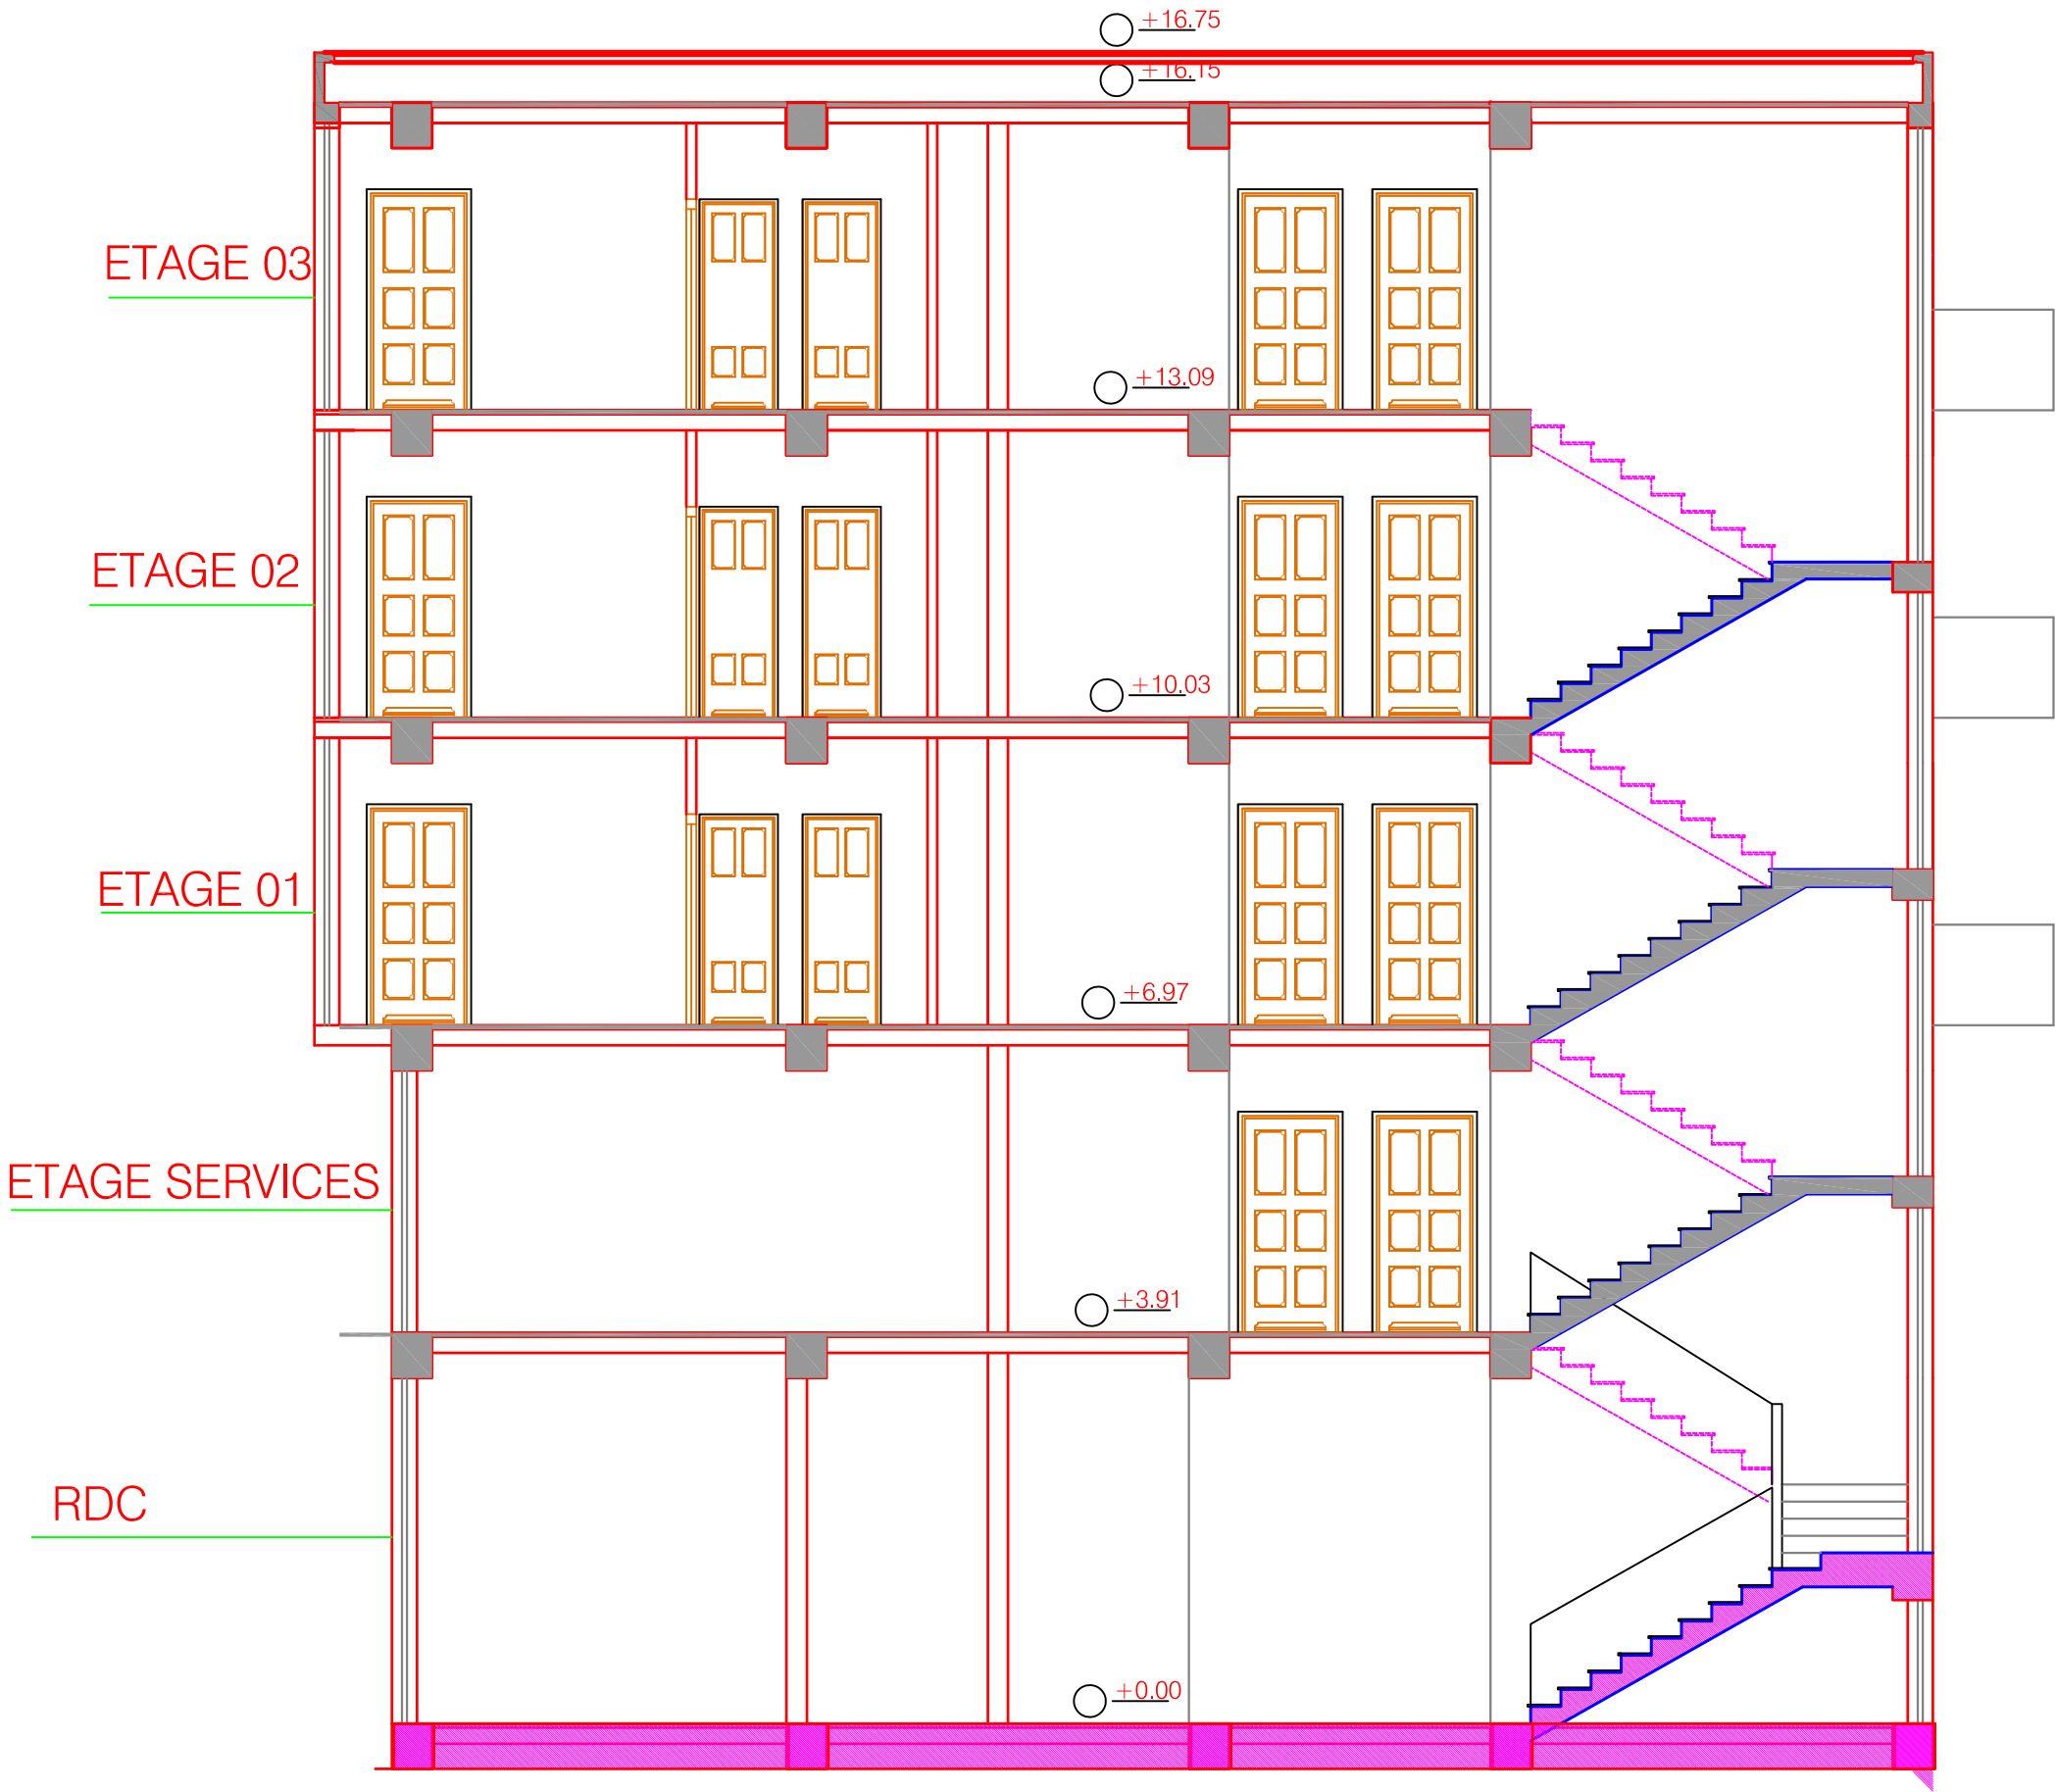 +16.75
+16.15
ETAGE 03
+13.09
ETAGE 02
+10.03
ETAGE 01
+6.97
ETAGE SERVICES
+3.91
RDC
+0.00